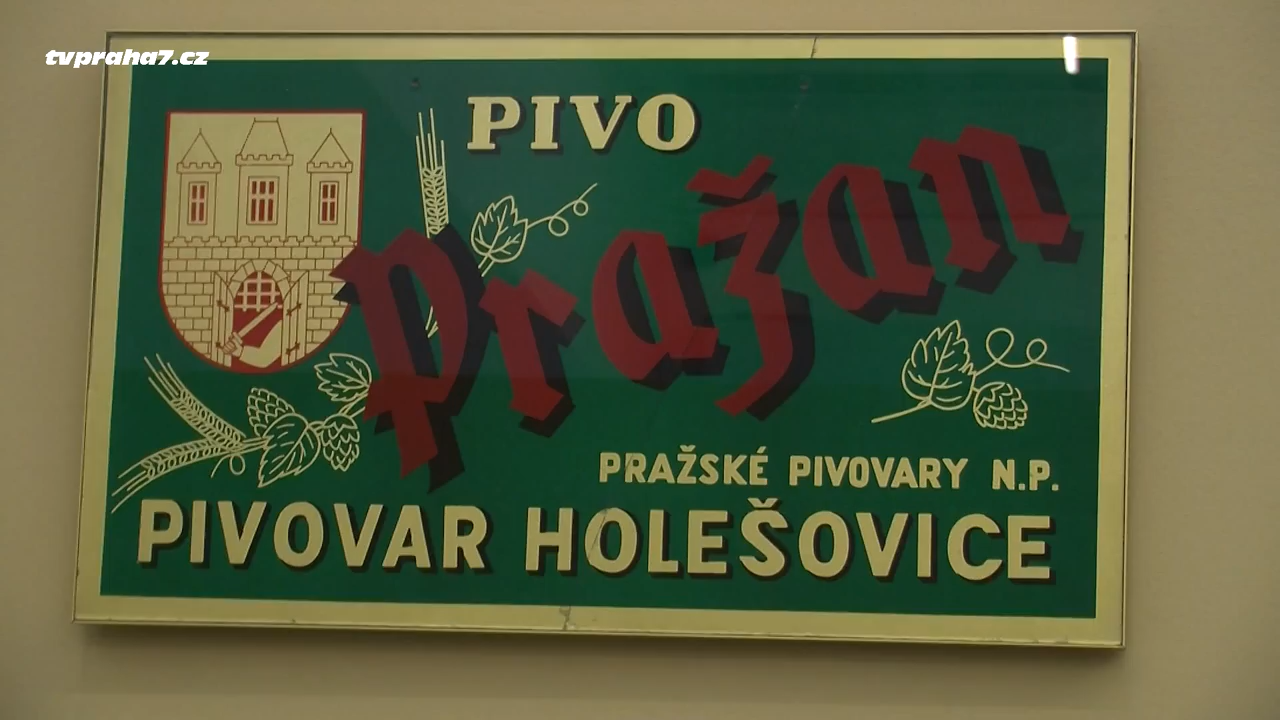 tvpraha7.cz
PIVO
Pražan
PRAŽSKÉ PIVOVARY N.P.
PIVOVAR HOLEŠOVICE